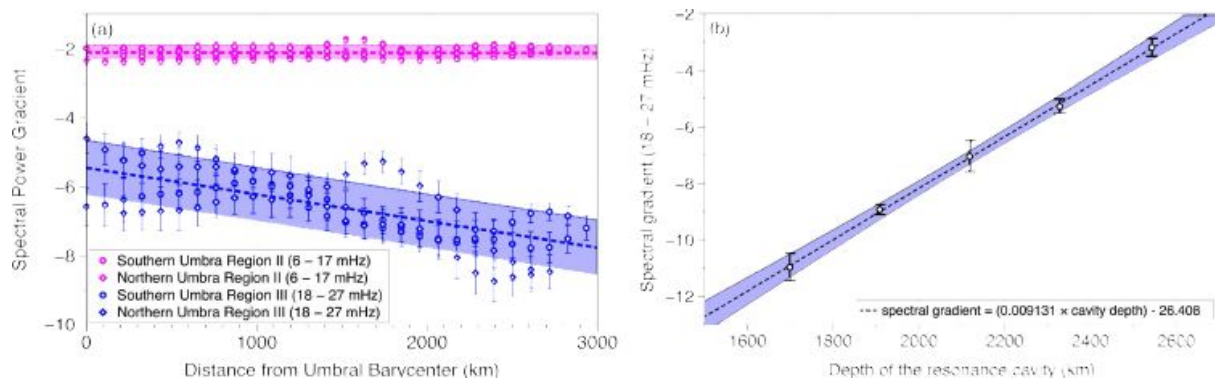 (a)
−2
−4
−6
−8
−10
Spectral Power Gradient
Southern Umbra Region II (6 – 17 mHz)
Northern Umbra Region II (6 – 17 mHz)
Southern Umbra Region III (18 – 27 mHz)
Northern Umbra Region III (18 – 27 mHz)
0
1000
2000
3000
Distance from Umbral Barycenter (km)
(b)
−2
−4
−6
−8
−10
−12
Spectral gradient (18 – 27 mHz)
spectral gradient = (0.009131 × cavity depth) - 26.408
1600
1800
2000
2200
2400
2600
Depth of the resonance cavity (km)